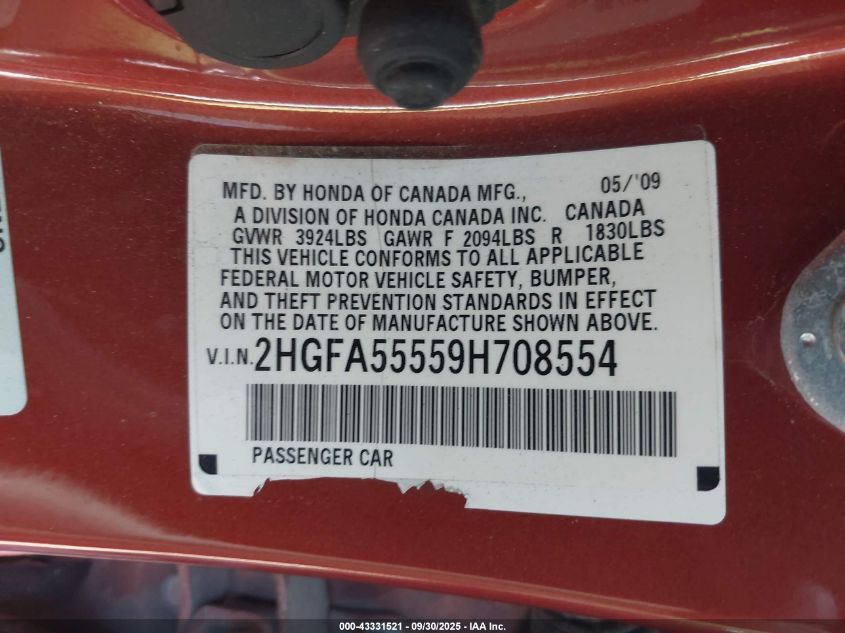 MFD. BY HONDA OF CANADA MFG., 05/'09
A DIVISION OF HONDA CANADA INC. CANADA
GVWR 3924LBS GAWR F 2094LBS R 1830LBS
THIS VEHICLE CONFORMS TO ALL APPLICABLE
FEDERAL MOTOR VEHICLE SAFETY, BUMPER,
AND THEFT PREVENTION STANDARDS IN EFFECT
ON THE DATE OF MANUFACTURE SHOWN ABOVE.
V.I.N. 2HGFA55559H708554
PASSENGER CAR
000-43331521 - 09/30/2025 - IAA Inc.